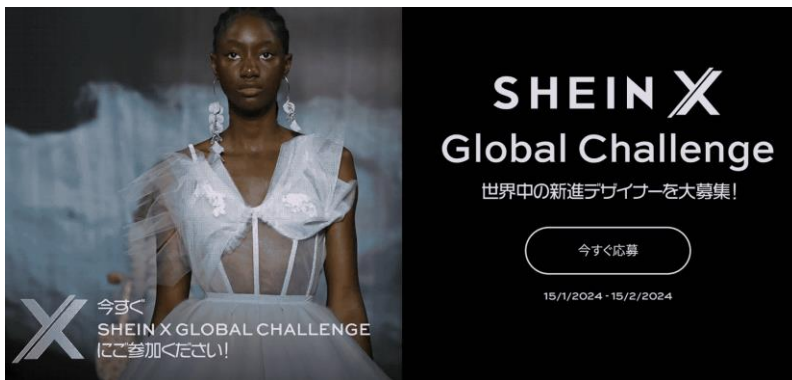 今すぐ
SHEIN X GLOBAL CHALLENGE
にご参加ください!
SHEIN X
Global Challenge
世界中の新進デザイナーを大募集!
今すぐ応募
15/1/2024 - 15/2/2024